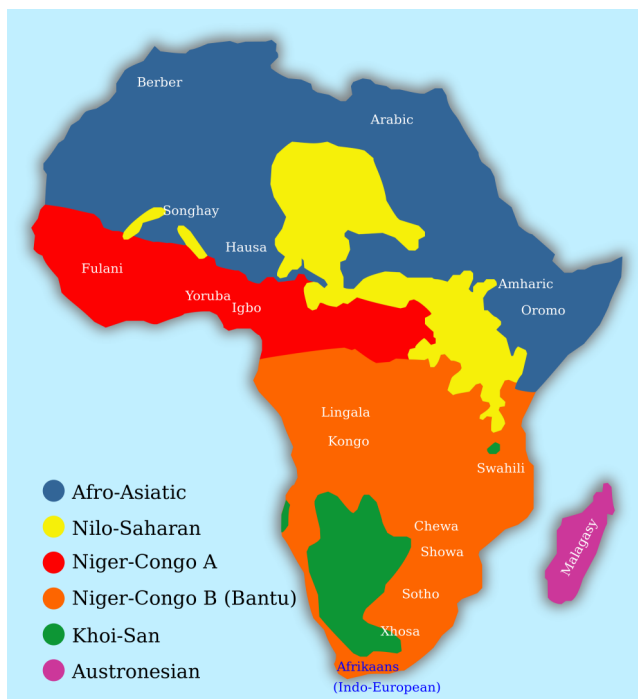 Berber
Arabic
Songhay
Hausa
Fulani
Amharic
Yoruba
Oromo
Igbo
Lingala
Kongo
Swahili
Chewa
Showa
Malagasy
Sotho
Xhosa
Afrikaans
(Indo-European)
Afro-Asiatic
Nilo-Saharan
Niger-Congo A
Niger-Congo B (Bantu)
Khoi-San
Austronesian